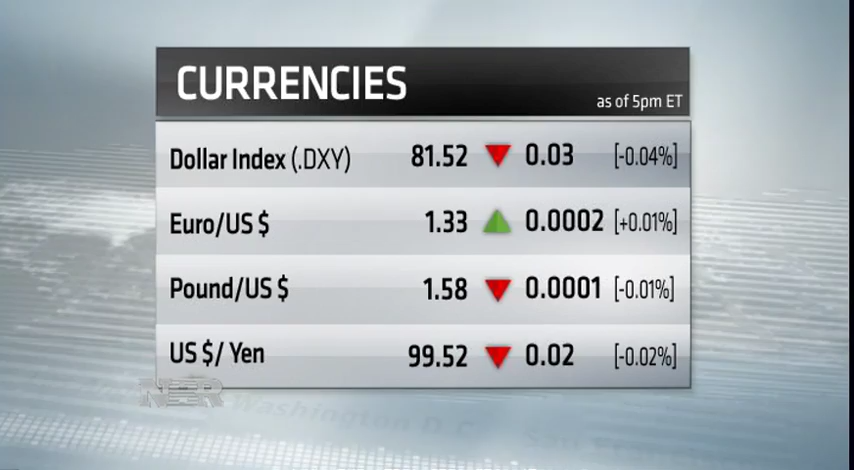 CURRENCIES
as of 5pm ET
Dollar Index (.DXY) 81.52 ▼ 0.03 [-0.04%]
Euro/US $ 1.33 ▲ 0.0002 [+0.01%]
Pound/US $ 1.58 ▼ 0.0001 [-0.01%]
US $/ Yen 99.52 ▼ 0.02 [-0.02%]
NBR
Washington D.C.